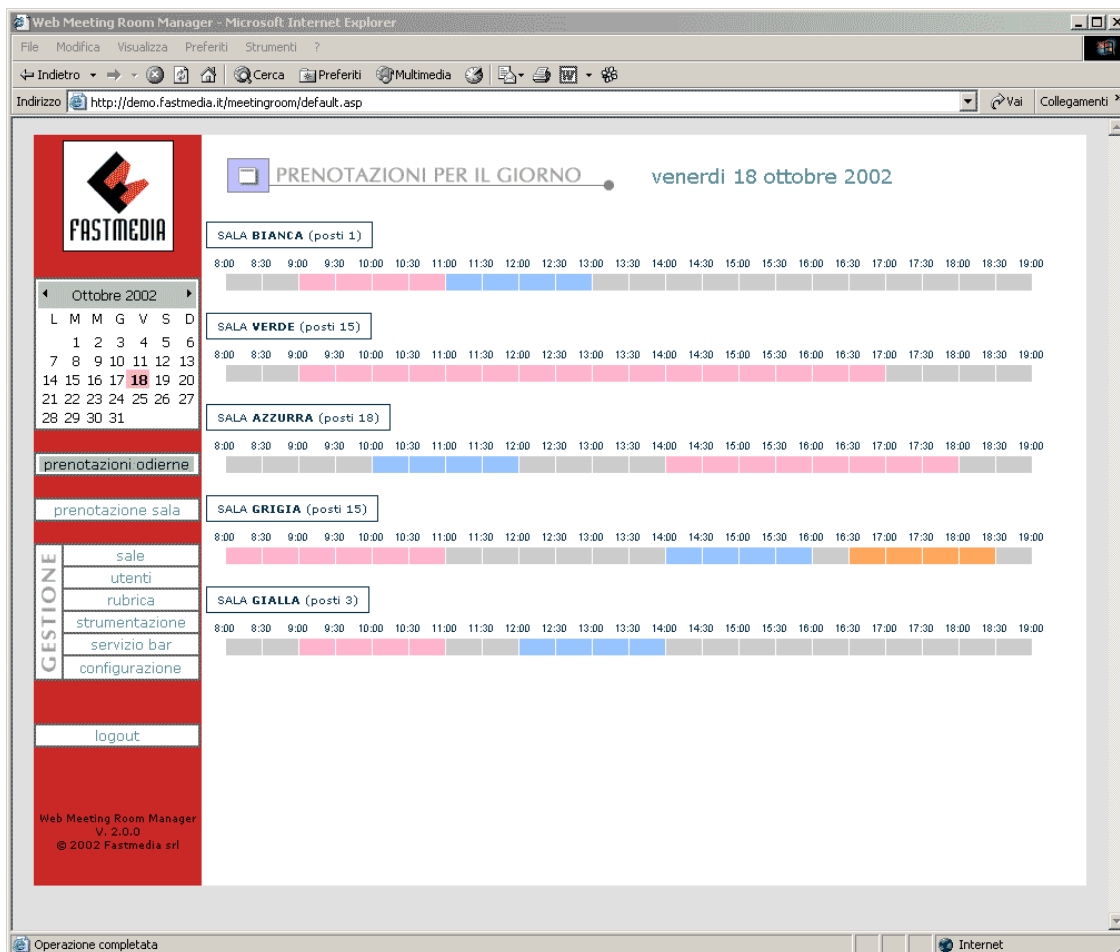 Web Meeting Room Manager - Microsoft Internet Explorer
File Modifica Visualizza Preferiti Strumenti ?
Indietro Cerca Preferiti Multimedia
Indirizzo http://demo.fastmedia.it/meetingroom/default.asp Vai Collegamenti
FASTMEDIA
PRENOTAZIONI PER IL GIORNO venerdi 18 ottobre 2002
Ottobre 2002
L M M G V S D
1 2 3 4 5 6
7 8 9 10 11 12 13
14 15 16 17 18 19 20
21 22 23 24 25 26 27
28 29 30 31
prenotazioni odierne
prenotazione sala
GESTIONE
sale
utenti
rubrica
strumentazione
servizio bar
configurazione
logout
Web Meeting Room Manager
V. 2.0.0
© 2002 Fastmedia srl
SALA BIANCA (posti 1)
8:00 8:30 9:00 9:30 10:00 10:30 11:00 11:30 12:00 12:30 13:00 13:30 14:00 14:30 15:00 15:30 16:00 16:30 17:00 17:30 18:00 18:30 19:00
SALA VERDE (posti 15)
8:00 8:30 9:00 9:30 10:00 10:30 11:00 11:30 12:00 12:30 13:00 13:30 14:00 14:30 15:00 15:30 16:00 16:30 17:00 17:30 18:00 18:30 19:00
SALA AZZURRA (posti 18)
8:00 8:30 9:00 9:30 10:00 10:30 11:00 11:30 12:00 12:30 13:00 13:30 14:00 14:30 15:00 15:30 16:00 16:30 17:00 17:30 18:00 18:30 19:00
SALA GRIGIA (posti 15)
8:00 8:30 9:00 9:30 10:00 10:30 11:00 11:30 12:00 12:30 13:00 13:30 14:00 14:30 15:00 15:30 16:00 16:30 17:00 17:30 18:00 18:30 19:00
SALA GIALLA (posti 3)
8:00 8:30 9:00 9:30 10:00 10:30 11:00 11:30 12:00 12:30 13:00 13:30 14:00 14:30 15:00 15:30 16:00 16:30 17:00 17:30 18:00 18:30 19:00
Operazione completata Internet